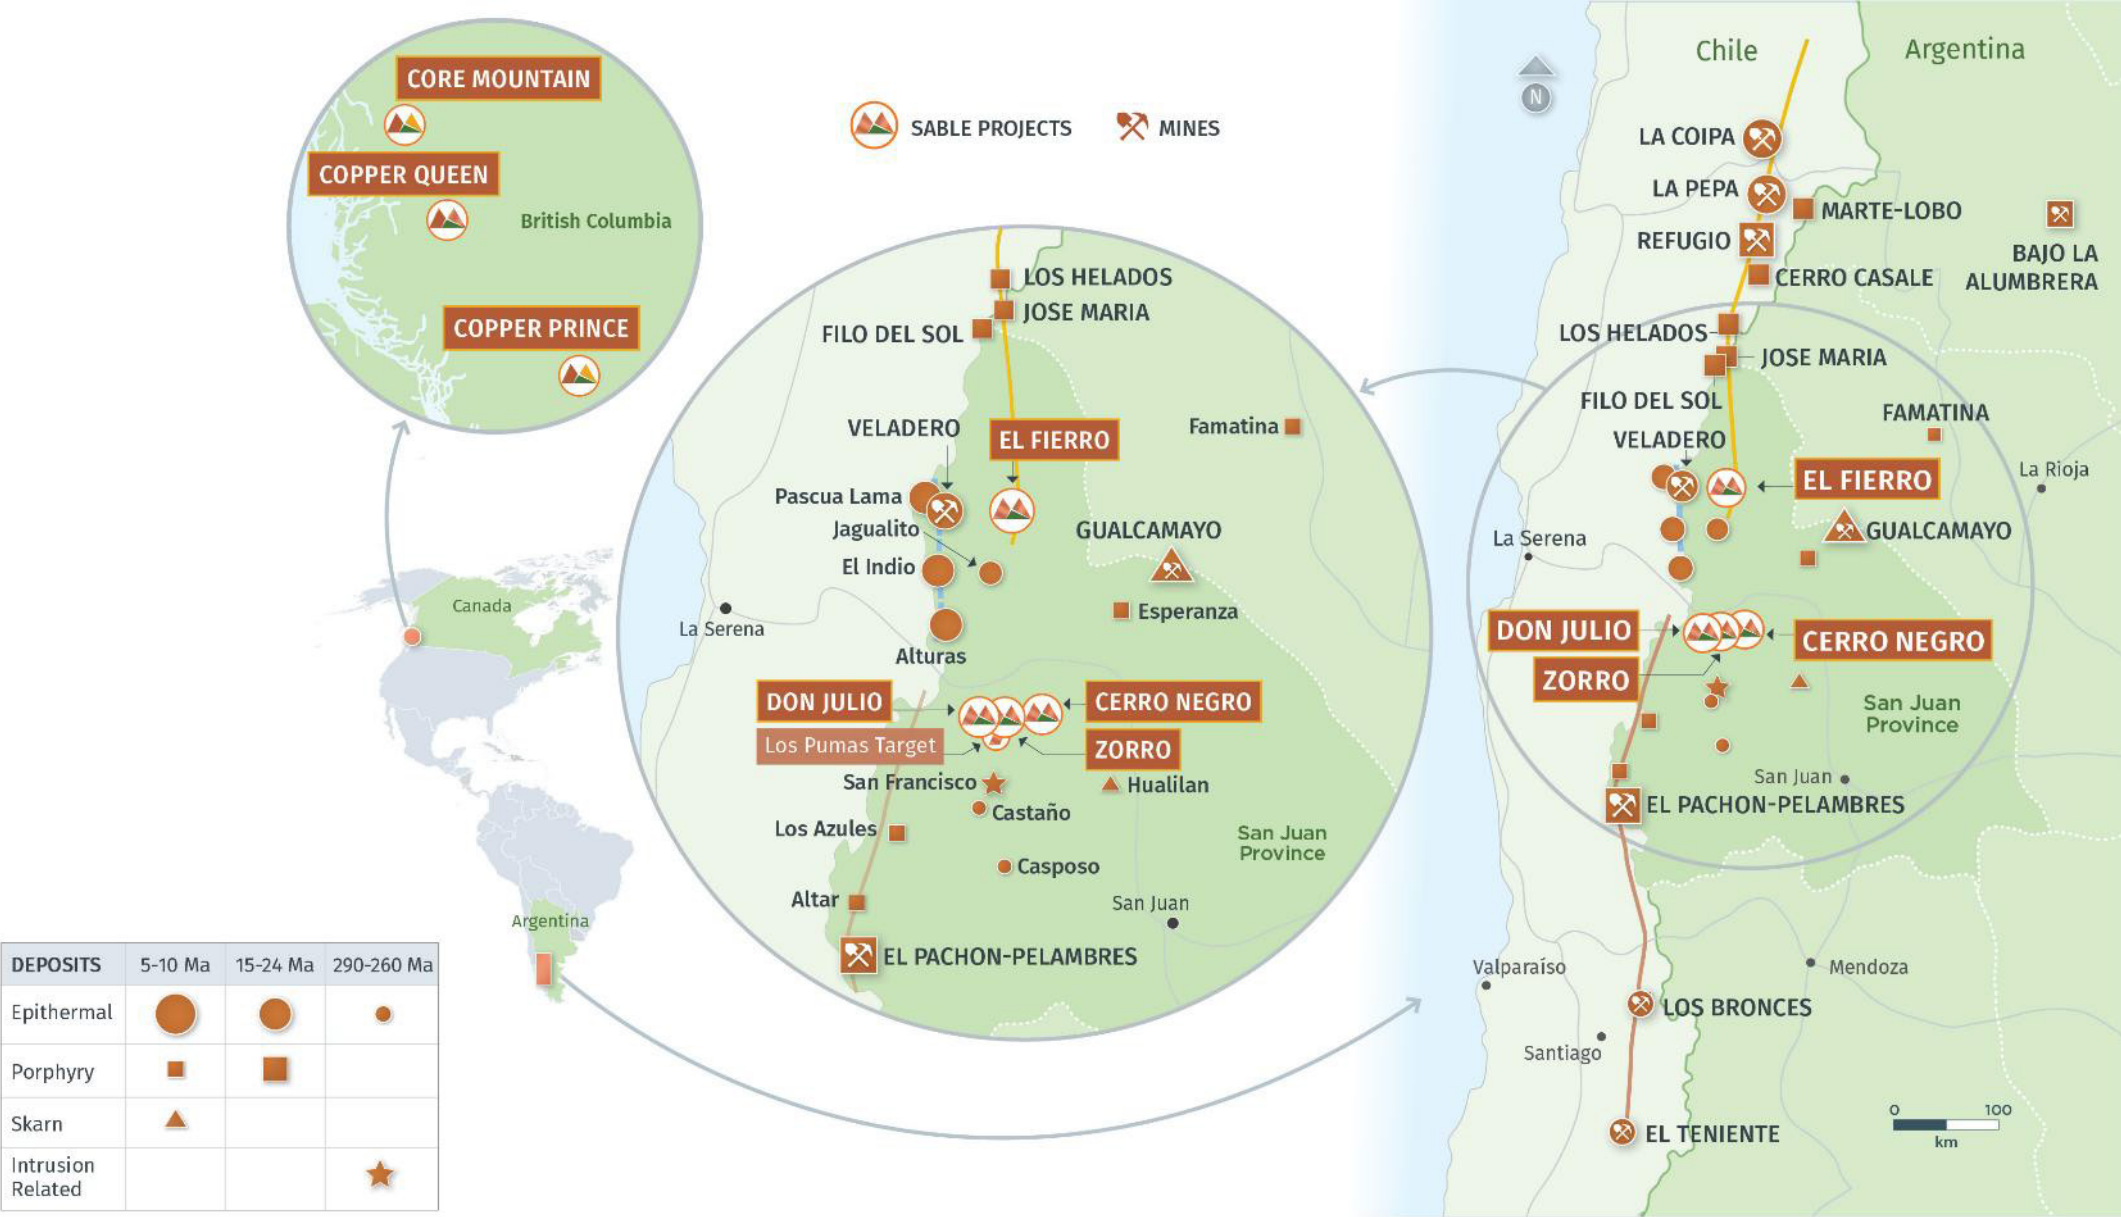 CORE MOUNTAIN
COPPER QUEEN
British Columbia
COPPER PRINCE
SABLE PROJECTS
MINES
Canada
Argentina
DEPOSITS
5-10 Ma
15-24 Ma
290-260 Ma
Epithermal
Porphyry
Skarn
Intrusion
Related
LOS HELADOS
JOSE MARIA
FILO DEL SOL
VELADERO
EL FIERRO
Famatina
Pascua Lama
Jagualito
GUALCAMAYO
El Indio
Esperanza
La Serena
Alturas
DON JULIO
CERRO NEGRO
Los Pumas Target
ZORRO
San Francisco
Hualilan
Castaño
Los Azules
San Juan
Province
Casposo
Altar
San Juan
EL PACHON-PELAMBRES
Chile
Argentina
N
LA COIPA
LA PEPA
MARTE-LOBO
REFUGIO
BAJO LA
ALUMBRERA
CERRO CASALE
LOS HELADOS
JOSE MARIA
FILO DEL SOL
FAMATINA
VELADERO
La Rioja
EL FIERRO
La Serena
GUALCAMAYO
DON JULIO
CERRO NEGRO
ZORRO
San Juan
Province
San Juan
EL PACHON-PELAMBRES
Valparaíso
Mendoza
LOS BRONCES
Santiago
EL TENIENTE
0
100
km